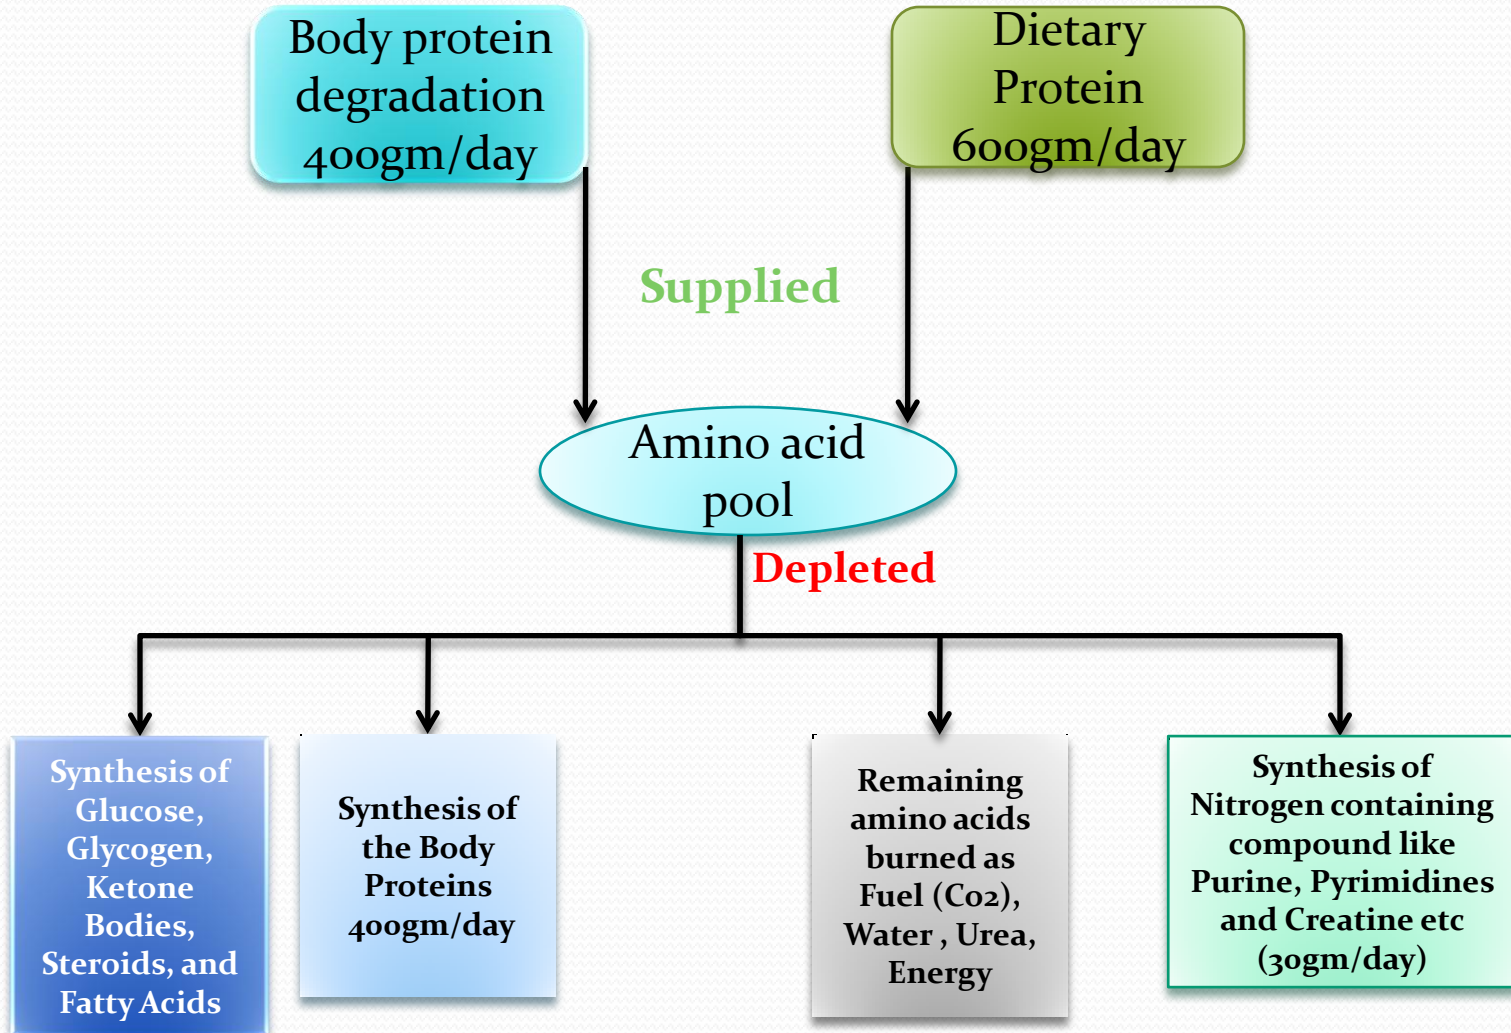 Body protein
degradation
400gm/day
Dietary
Protein
600gm/day
Supplied
Amino acid
pool
Depleted
Synthesis of
Glucose,
Glycogen,
Ketone
Bodies,
Steroids, and
Fatty Acids
Synthesis of
the Body
Proteins
400gm/day
Remaining
amino acids
burned as
Fuel (Co2),
Water , Urea,
Energy
Synthesis of
Nitrogen containing
compound like
Purine, Pyrimidines
and Creatine etc
(30gm/day)